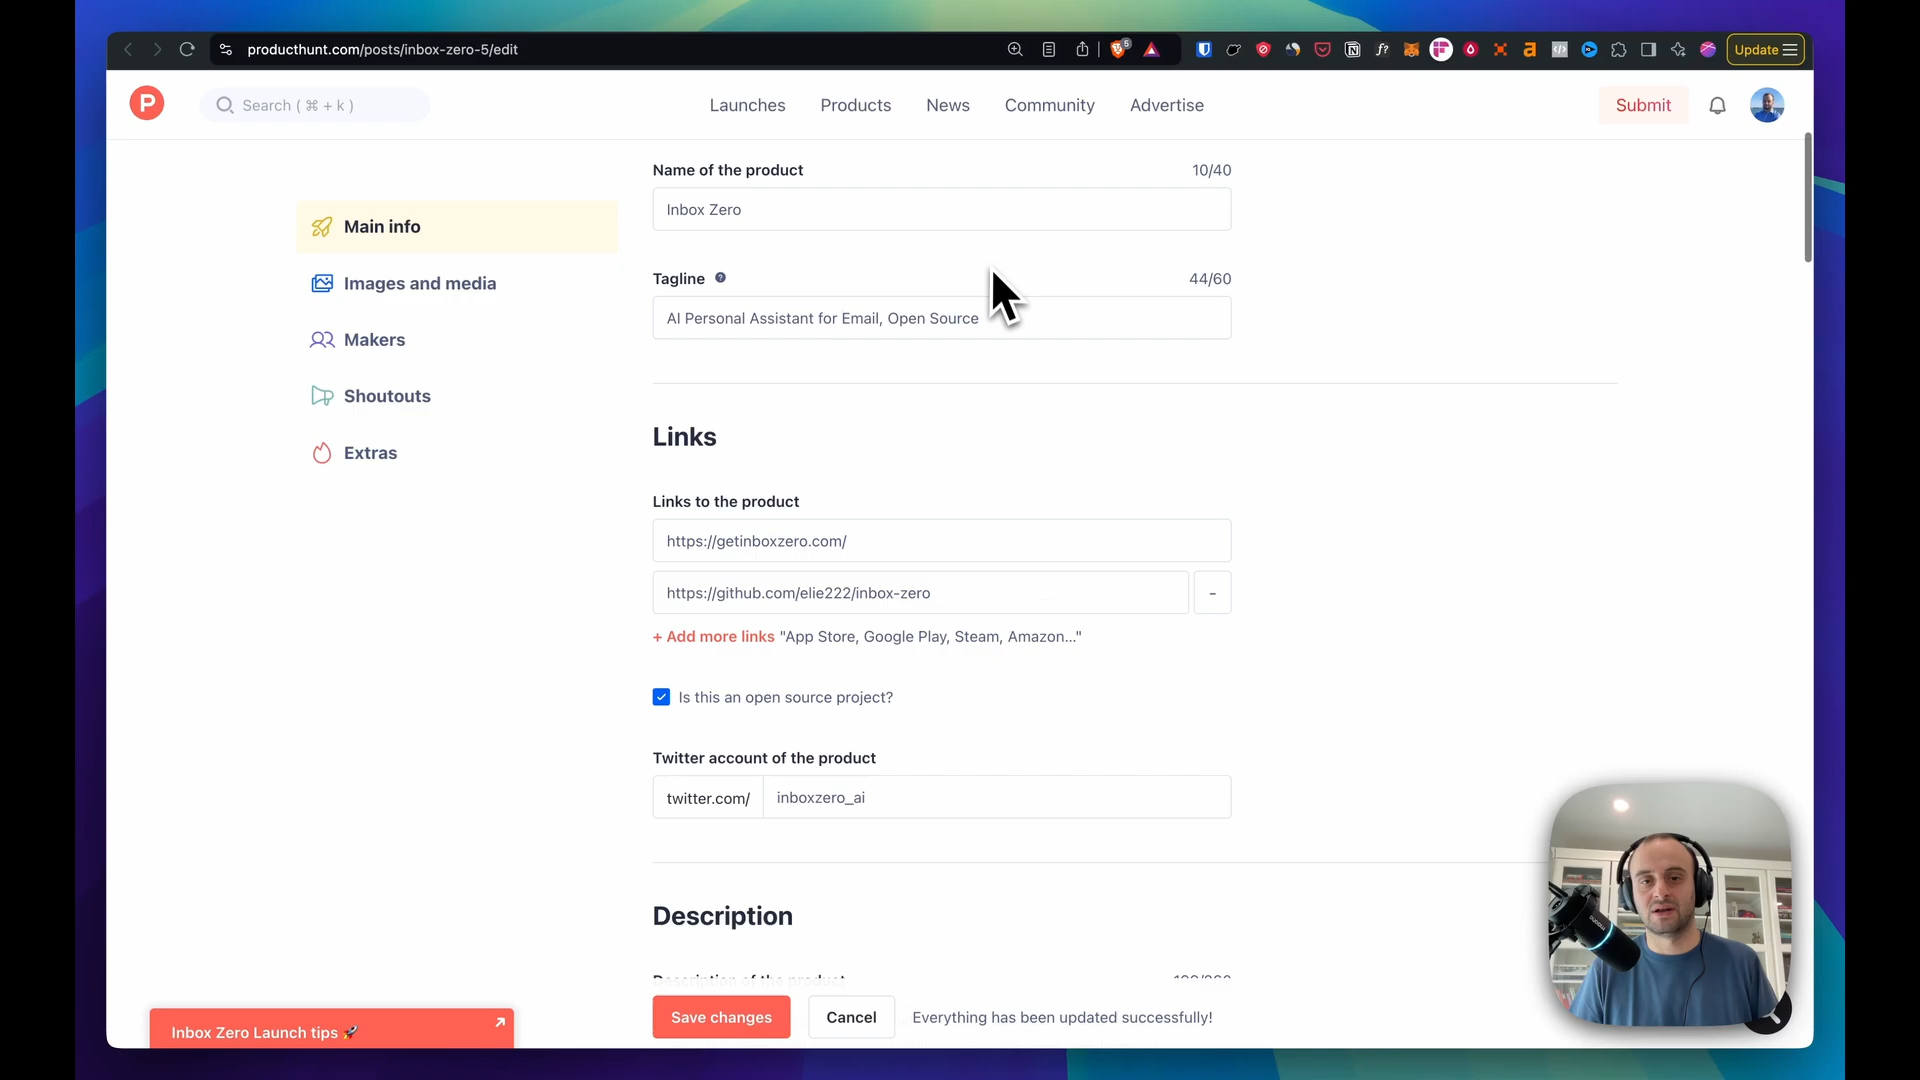 producthunt.com/posts/inbox-zero-5/edit
5
Update
P
Search ( ⌘ + k )
Launches
Products
News
Community
Advertise
Submit
Main info
Images and media
Makers
Shoutouts
Extras
Name of the product
10/40
Inbox Zero
Tagline
44/60
AI Personal Assistant for Email, Open Source
Links
Links to the product
https://getinboxzero.com/
https://github.com/elie222/inbox-zero
-
+ Add more links "App Store, Google Play, Steam, Amazon..."
Is this an open source project?
Twitter account of the product
twitter.com/
inboxzero_ai
Description
Description of the product
Save changes
Cancel
Everything has been updated successfully!
Inbox Zero Launch tips 🚀